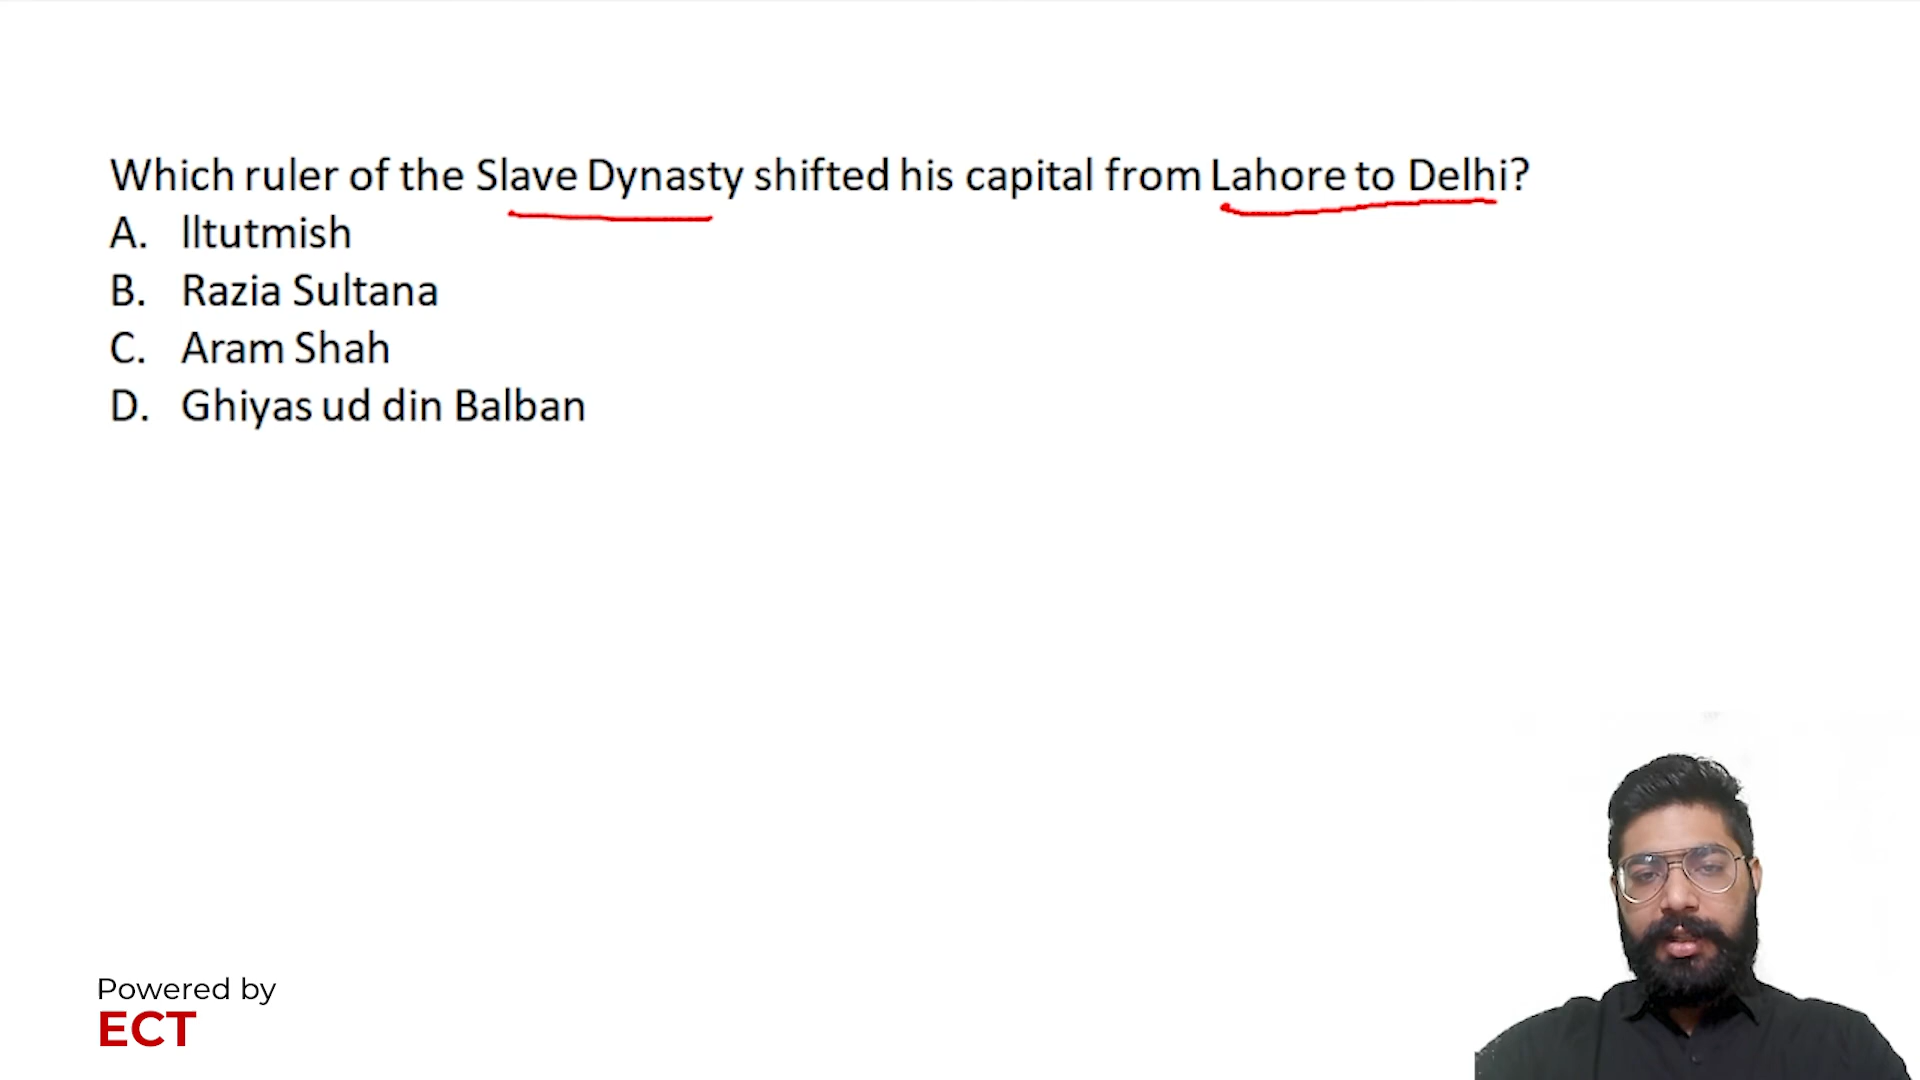 Which ruler of the Slave Dynasty shifted his capital from Lahore to Delhi?
A. Iltutmish
B. Razia Sultana
C. Aram Shah
D. Ghiyas ud din Balban
Powered by
ECT